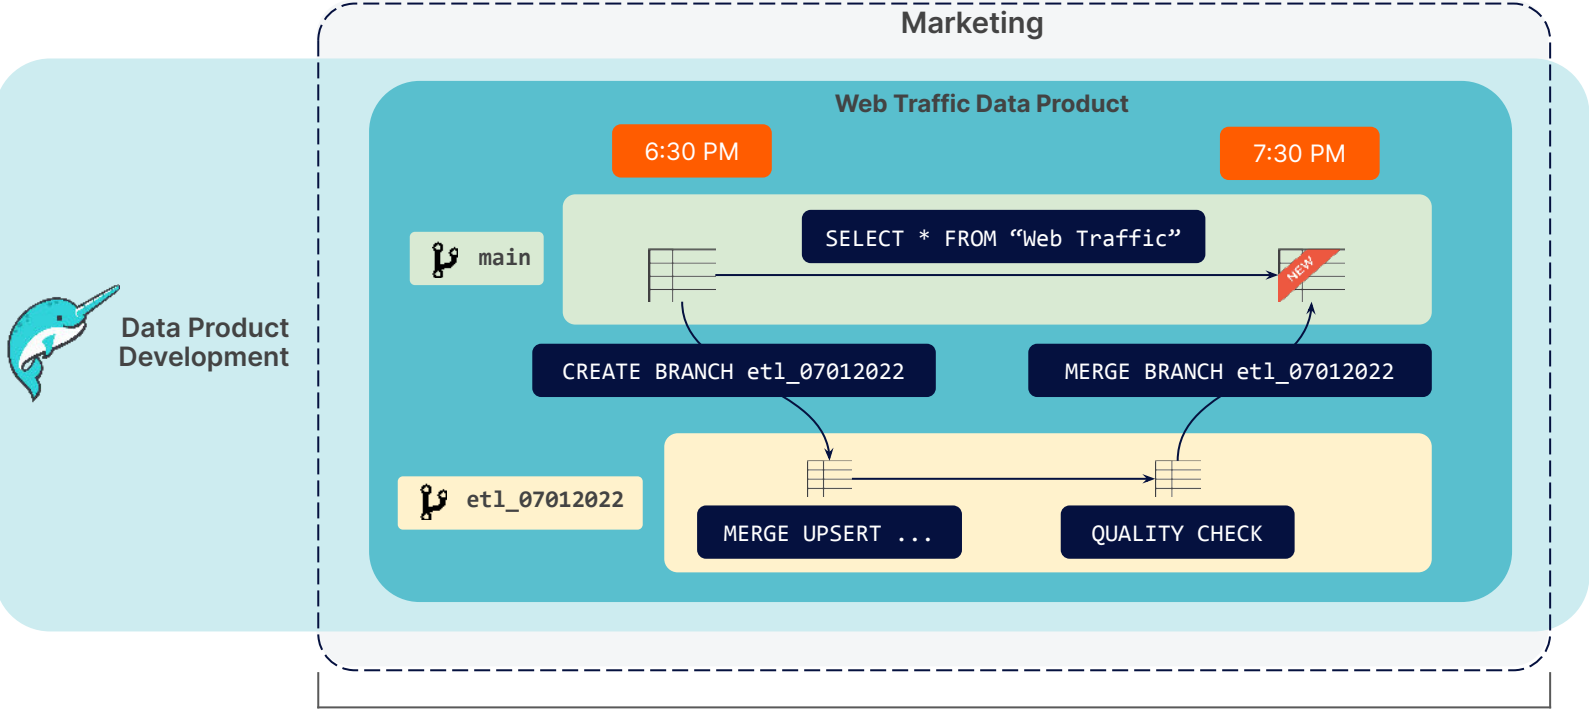 Marketing
Web Traffic Data Product
6:30 PM
7:30 PM
SELECT * FROM “Web Traffic”
main
NEW
Data Product
Development
CREATE BRANCH etl_07012022
MERGE BRANCH etl_07012022
etl_07012022
MERGE UPSERT ...
QUALITY CHECK